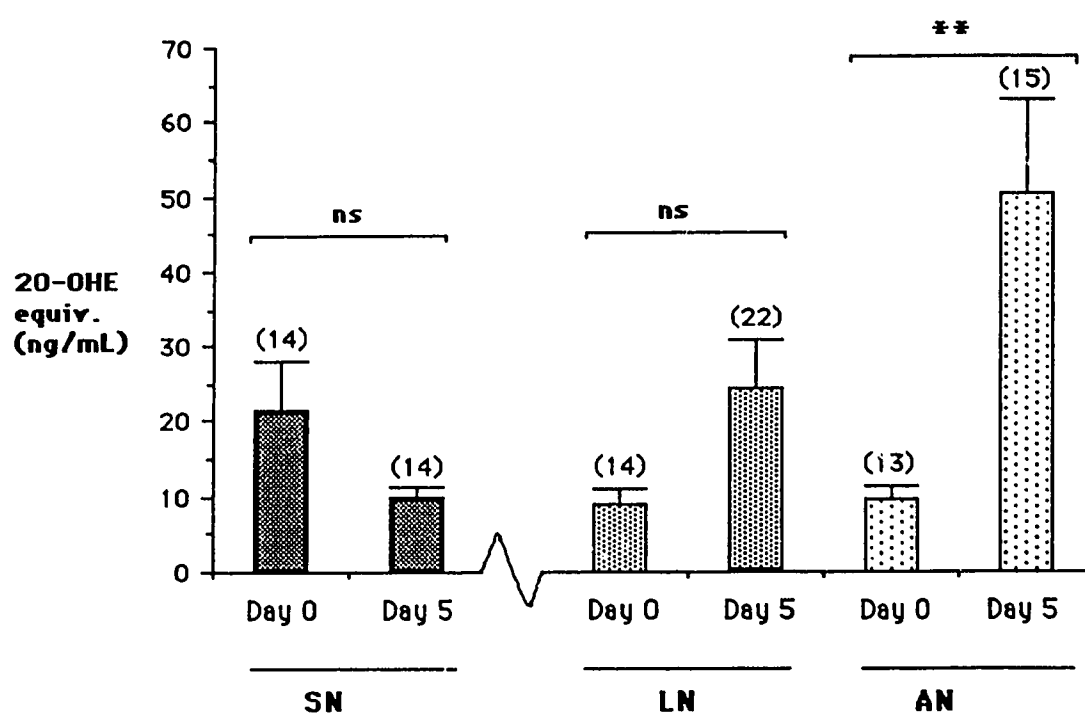 **
70
(15)
60
50
ns
ns
40
20-OHE
equiv.
(ng/mL)
30
(14)
(22)
20
(14)
(14)
(13)
10
0
Day 0
Day 5
Day 0
Day 5
Day 0
Day 5
SN
LN
AN